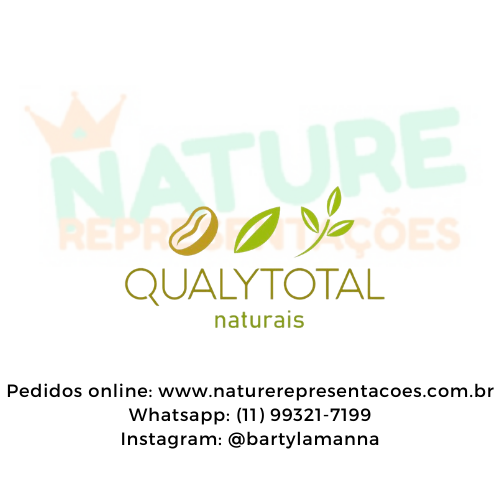 NATURE
REPRESENTAÇÕES
QUALYTOTAL
naturais
Pedidos online: www.naturerepresentacoes.com.br
Whatsapp: (11) 99321-7199
Instagram: @bartylamanna